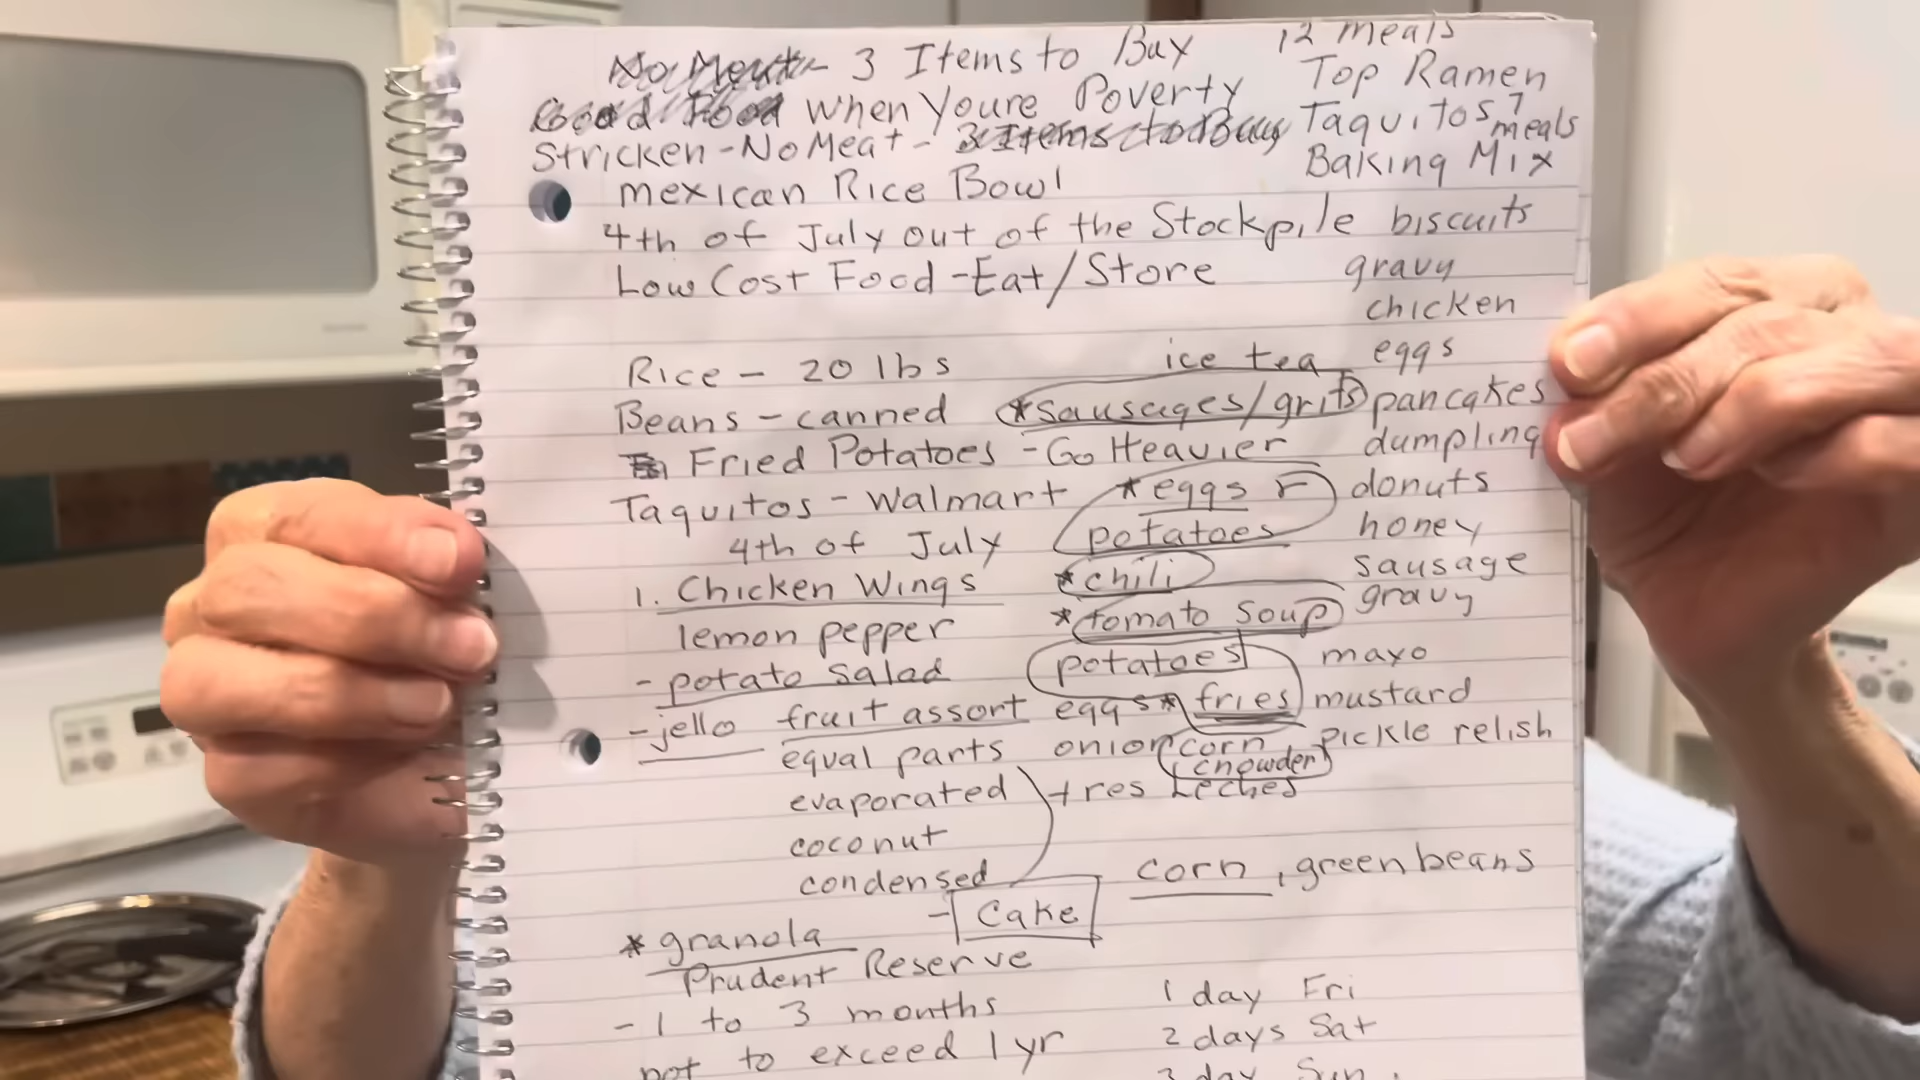 No Meat - 3 Items to Buy
Good Food When Youre Poverty
Stricken - No Meat - 3 Items to Buy
Mexican Rice Bowl
4th of July out of the Stockpile
Low Cost Food - Eat/Store
12 meals
Top Ramen
Taquitos 7
meals
Baking Mix
biscuits
gravy
chicken
eggs
pancakes
dumpling
donuts
honey
sausage
gravy
Rice - 20 lbs
Beans - canned
Fried Potatoes - Go Heavier
Taquitos - Walmart
4th of July
1. Chicken Wings
lemon pepper
- potato salad
- jello fruit assort
equal parts
evaporated
coconut
condensed
tres Leches
- Cake
ice tea
*sausages/grits
*eggs
potatoes
*chili
*tomato soup
potatoes
eggs *fries
onion corn
chowder
mayo
mustard
pickle relish
corn, green beans
*granola
Prudent Reserve
- 1 to 3 months
not to exceed 1 yr
1 day Fri
2 days Sat
3 day Sun